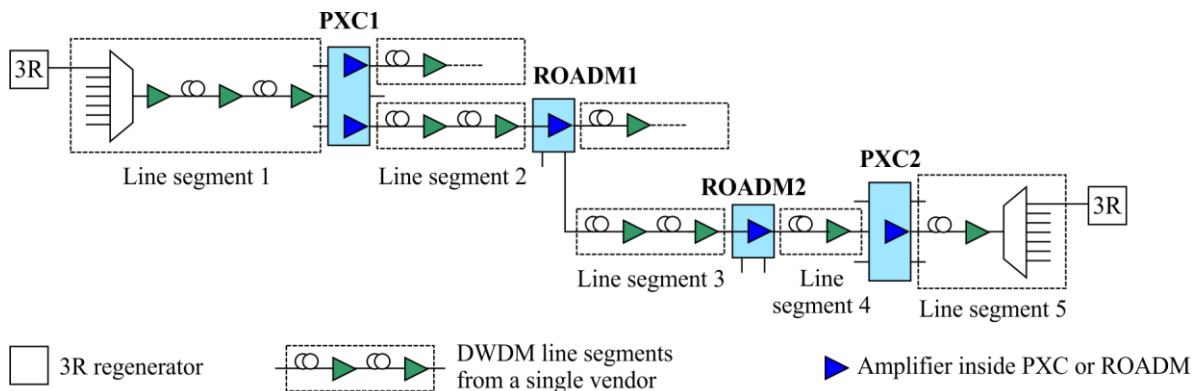 PXC1
3R
ROADM1
Line segment 1
Line segment 2
PXC2
ROADM2
3R
Line segment 3
Line
segment 4
Line segment 5
3R regenerator
DWDM line segments
from a single vendor
Amplifier inside PXC or ROADM